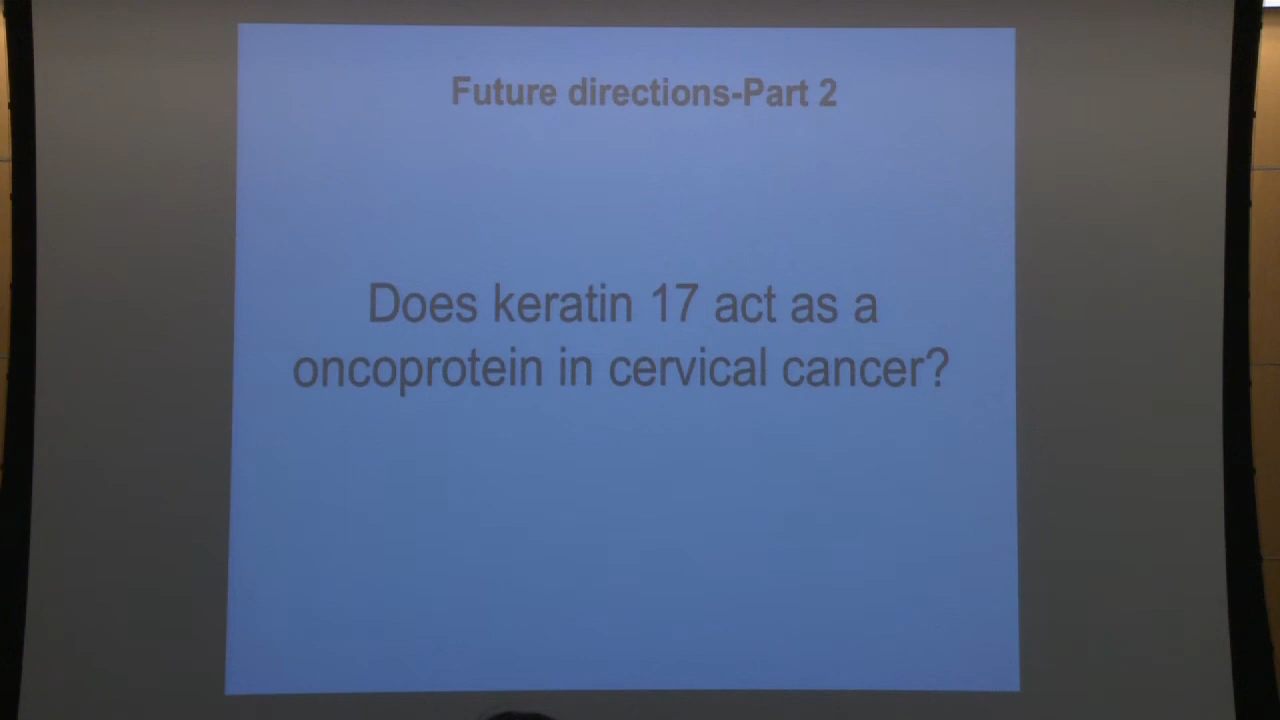 Future directions-Part 2
Does keratin 17 act as a
oncoprotein in cervical cancer?